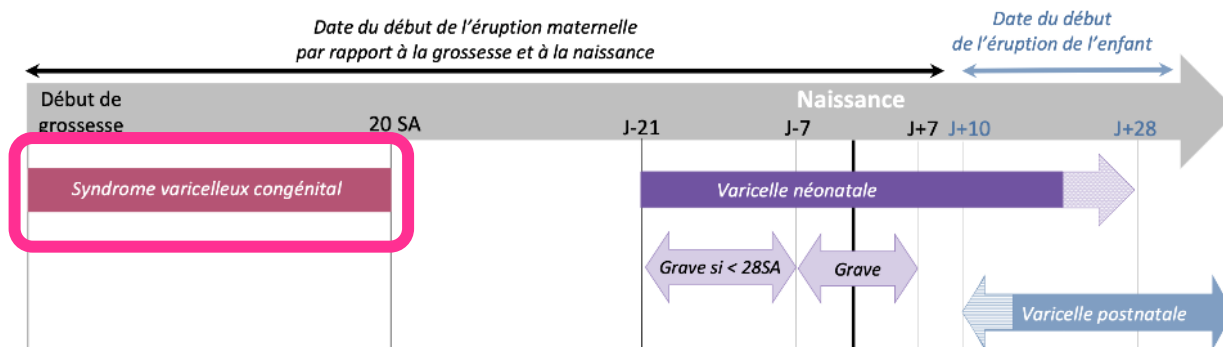 Date du début de l'éruption maternelle
par rapport à la grossesse et à la naissance
Date du début
de l'éruption de l'enfant
Début de
grossesse
20 SA
J-21
Naissance
J-7
J+7
J+10
J+28
Syndrome varicelleux congénital
Varicelle néonatale
Grave si < 28SA
Grave
Varicelle postnatale